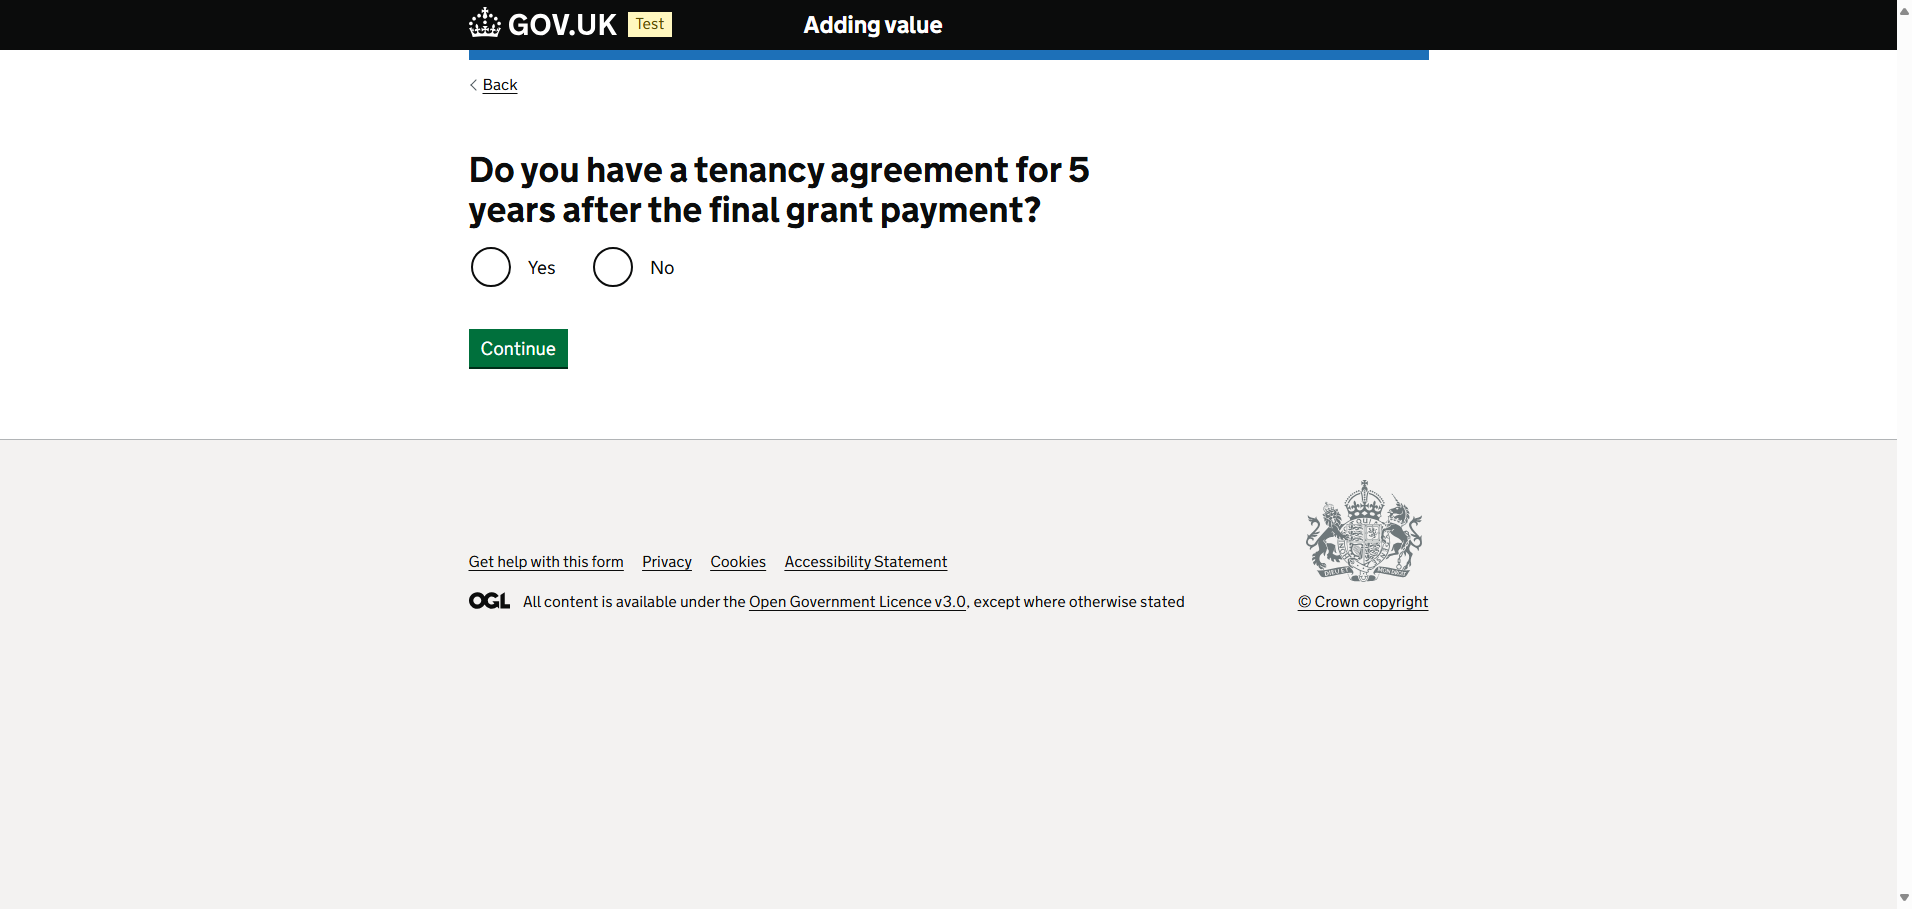 GOV.UK Test Adding value
Back
Do you have a tenancy agreement for 5
years after the final grant payment?
Yes No
Continue
Get help with this form Privacy Cookies Accessibility Statement
OGL All content is available under the Open Government Licence v3.0, except where otherwise stated
© Crown copyright